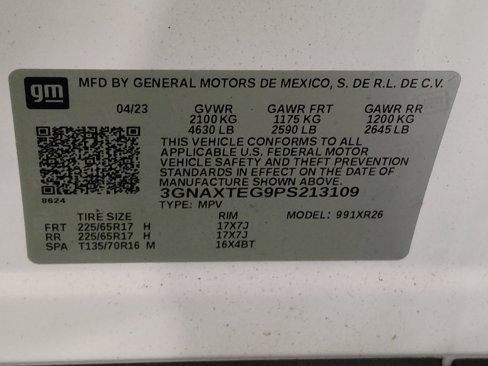 gm
MFD BY GENERAL MOTORS DE MEXICO, S. DE R.L. DE C.V.
04/23 GVWR GAWR FRT GAWR RR
2100 KG 1175 KG 1200 KG
4630 LB 2590 LB 2645 LB
THIS VEHICLE CONFORMS TO ALL
APPLICABLE U.S. FEDERAL MOTOR
VEHICLE SAFETY AND THEFT PREVENTION
STANDARDS IN EFFECT ON THE DATE OF
MANUFACTURE SHOWN ABOVE.
3GNAXTEG9PS213109
8624
TYPE: MPV MODEL: 991XR26
TIRE SIZE RIM
FRT 225/65R17 H 17X7J
RR 225/65R17 H 17X7J
SPA T135/70R16 M 16X4BT